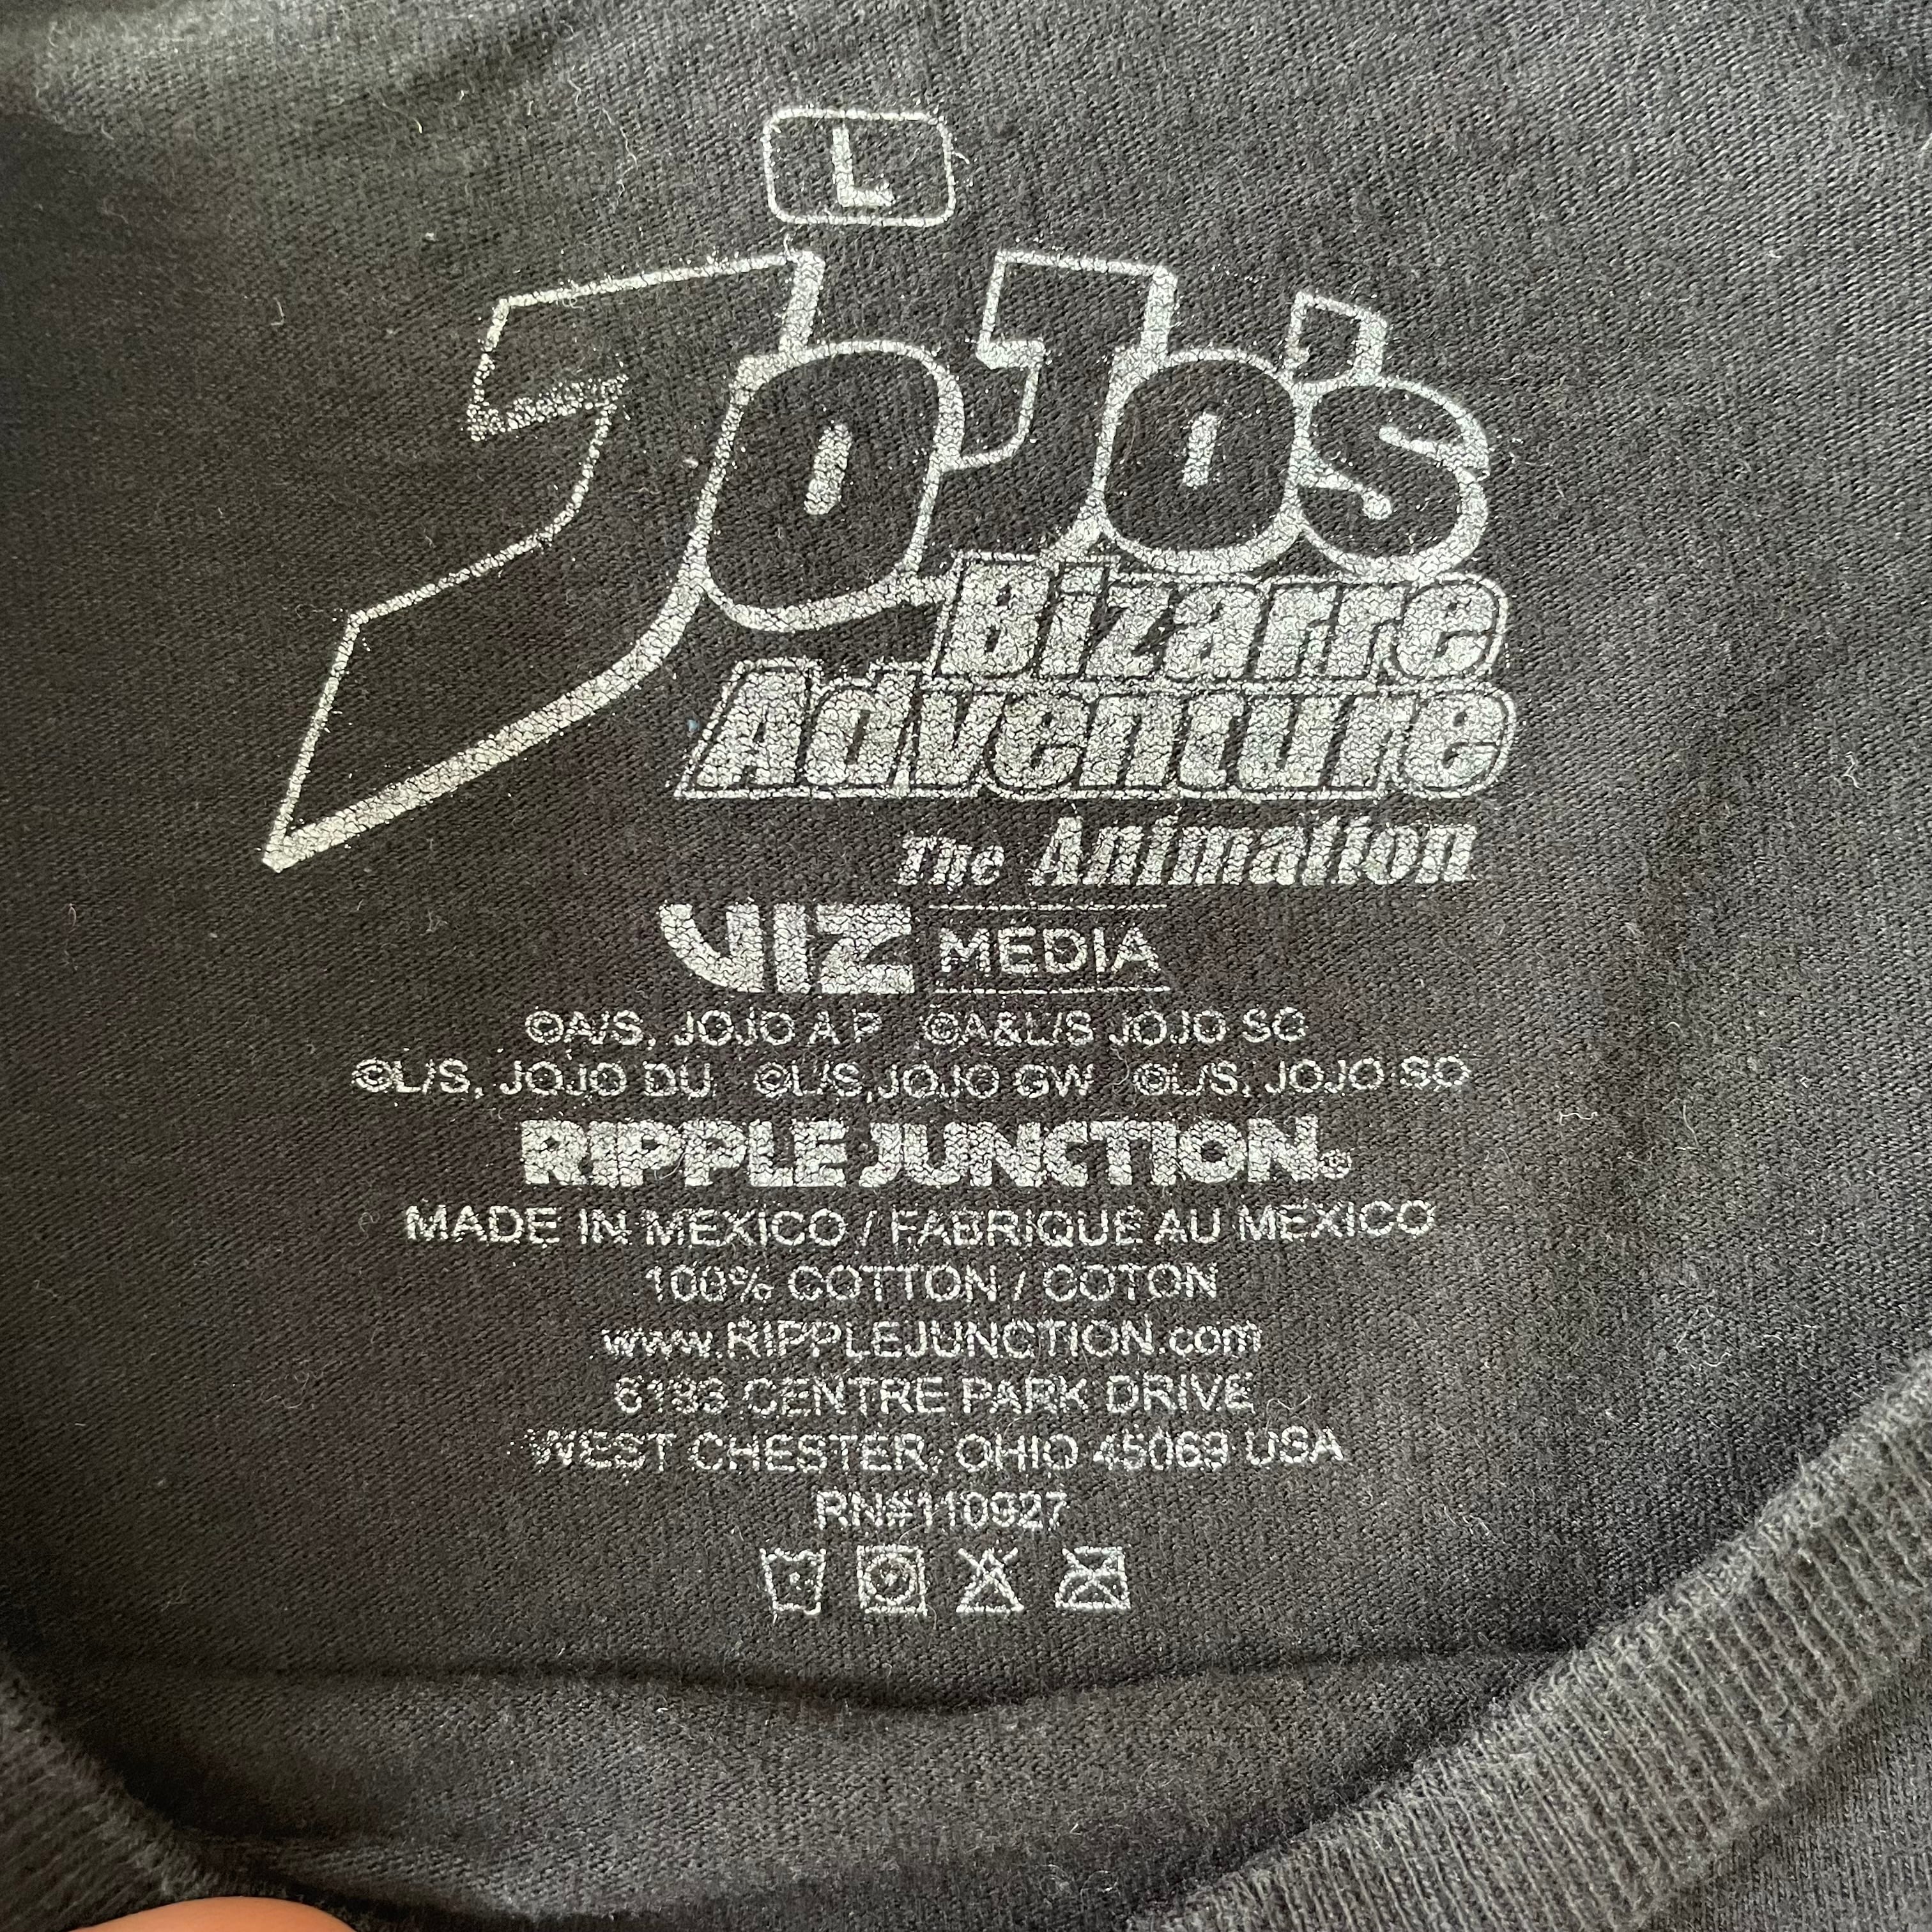 L
JoJo's
Bizarre
Adventure
The Animation
VIZ MEDIA
©A/S, JOJO A P ©A&L/S JOJO SC
©L/S, JOJO DU ©L/S,JOJO GW ©L/S, JOJO SO
RIPPLE JUNCTION®
MADE IN MEXICO / FABRIQUE AU MEXICO
100% COTTON / COTON
www.RIPPLEJUNCTION.com
6183 CENTRE PARK DRIVE
WEST CHESTER, OHIO 45069 USA
RN#110927